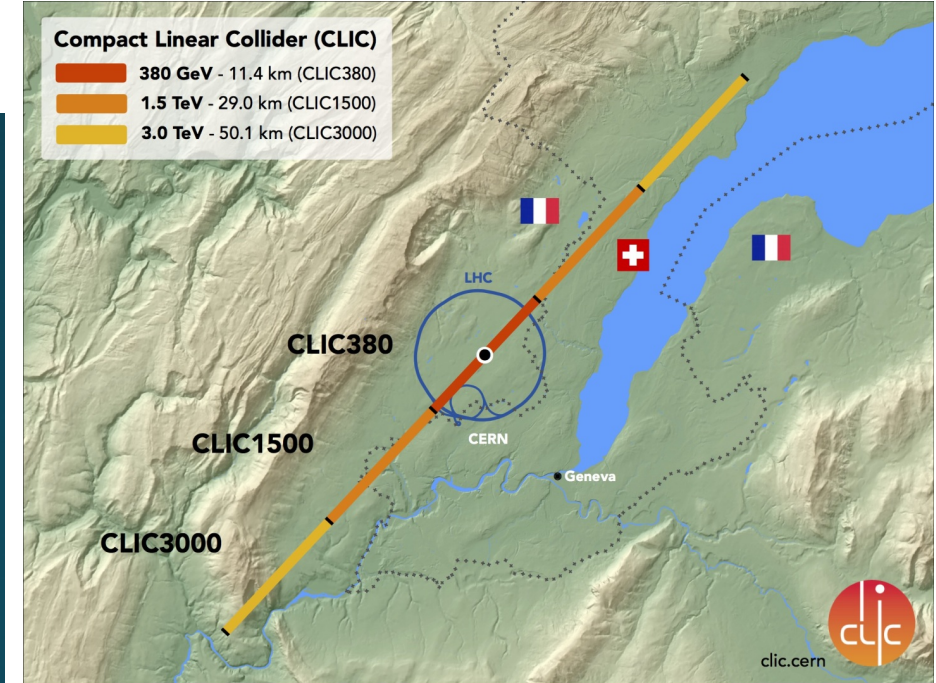 Compact Linear Collider (CLIC)
380 GeV - 11.4 km (CLIC380)
1.5 TeV - 29.0 km (CLIC1500)
3.0 TeV - 50.1 km (CLIC3000)
LHC
CLIC380
CLIC1500
CERN
Geneva
CLIC3000
clic
clic.cern